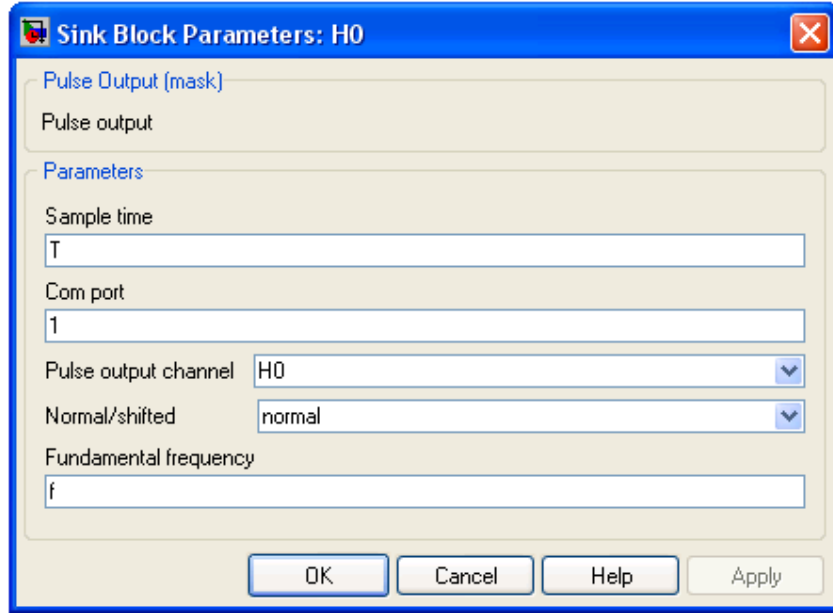 Sink Block Parameters: H0
Pulse Output (mask)
Pulse output
Parameters
Sample time
T
Com port
1
Pulse output channel H0
Normal/shifted normal
Fundamental frequency
f
OK Cancel Help Apply